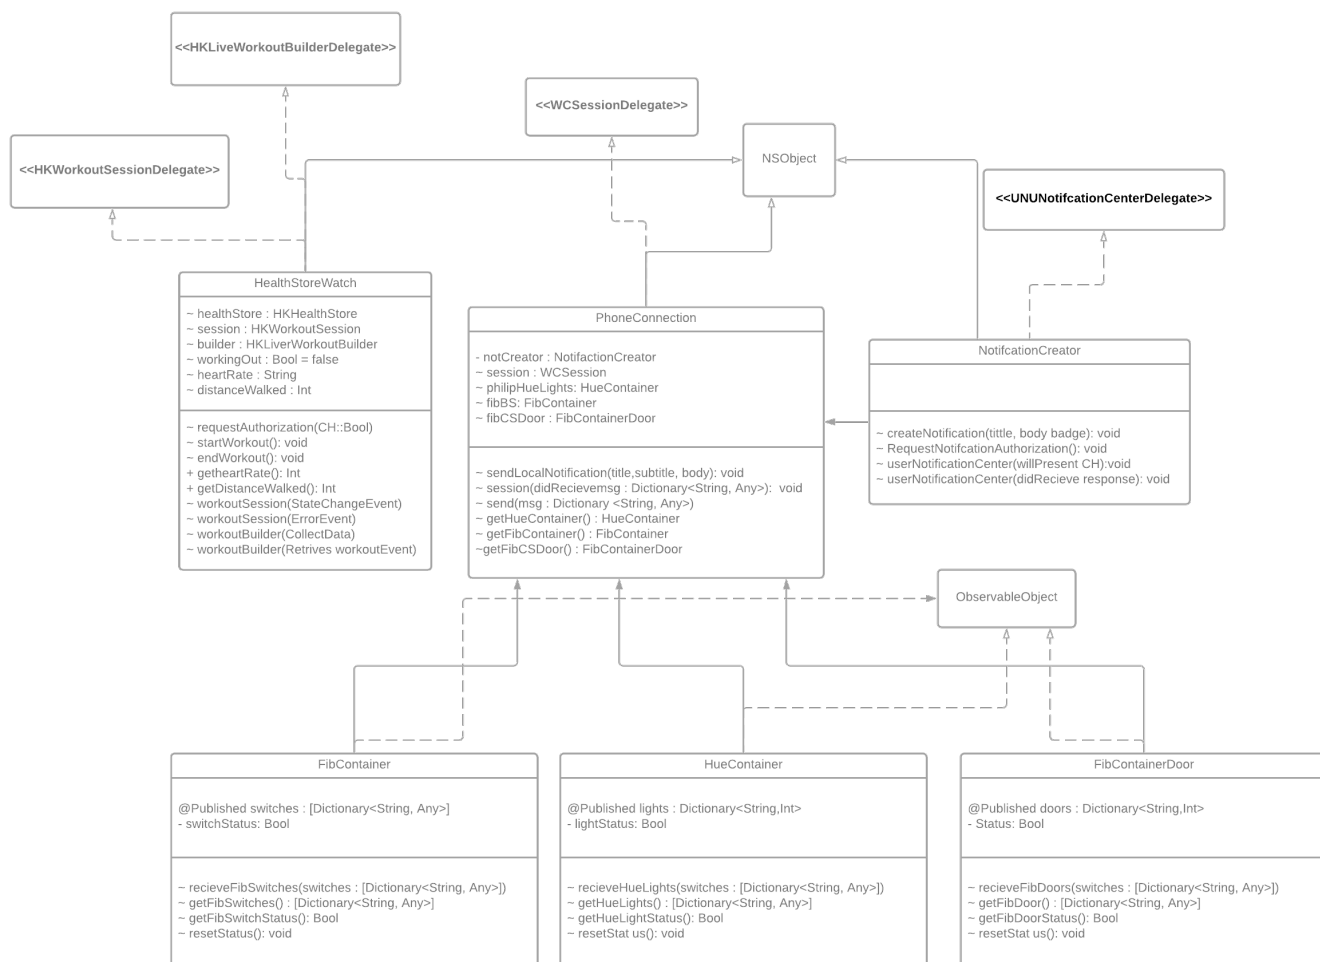 <<HKLiveWorkoutBuilderDelegate>>
<<WCSessionDelegate>>
NSObject
<<HKWorkoutSessionDelegate>>
<<UNUNotifcationCenterDelegate>>
HealthStoreWatch
~ healthStore : HKHealthStore
~ session : HKWorkoutSession
~ builder : HKLiverWorkoutBuilder
~ workingOut : Bool = false
~ heartRate : String
~ distanceWalked : Int
~ requestAuthorization(CH::Bool)
~ startWorkout(): void
~ endWorkout(): void
+ getheartRate(): Int
+ getDistanceWalked(): Int
~ workoutSession(StateChangeEvent)
~ workoutSession(ErrorEvent)
~ workoutBuilder(CollectData)
~ workoutBuilder(Retrives workoutEvent)
PhoneConnection
- notCreator : NotifactionCreator
~ session : WCSession
~ philipHueLights: HueContainer
~ fibBS: FibContainer
~ fibCSDoor : FibContainerDoor
~ sendLocalNotification(title,subtitle, body): void
~ session(didRecievemsg : Dictionary<String, Any>):  void
~ send(msg : Dictionary <String, Any>)
~ getHueContainer() : HueContainer
~ getFibContainer() : FibContainer
~getFibCSDoor() : FibContainerDoor
NotifcationCreator
~ createNotification(tittle, body badge): void
~ RequestNotifcationAuthorization(): void
~ userNotificationCenter(willPresent CH):void
~ userNotificationCenter(didRecieve response): void
ObservableObject
FibContainer
@Published switches : [Dictionary<String, Any>]
- switchStatus: Bool
~ recieveFibSwitches(switches : [Dictionary<String, Any>])
~ getFibSwitches() : [Dictionary<String, Any>]
~ getFibSwitchStatus(): Bool
~ resetStatus(): void
HueContainer
@Published lights : Dictionary<String,Int>
- lightStatus: Bool
~ recieveHueLights(switches : [Dictionary<String, Any>])
~ getHueLights() : [Dictionary<String, Any>]
~ getHueLightStatus(): Bool
~ resetStat us(): void
FibContainerDoor
@Published doors : Dictionary<String,Int>
- Status: Bool
~ recieveFibDoors(switches : [Dictionary<String, Any>])
~ getFibDoor() : [Dictionary<String, Any>]
~ getFibDoorStatus(): Bool
~ resetStat us(): void